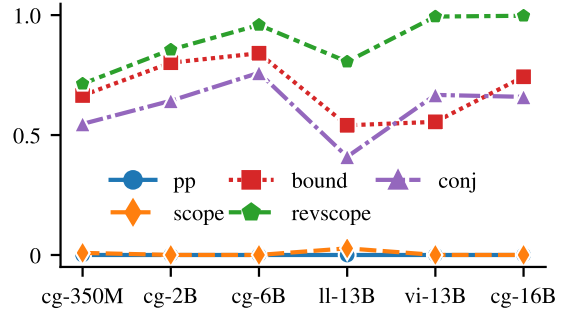 1.0
0.5
0
pp bound conj
scope revscope
cg-350M cg-2B cg-6B ll-13B vi-13B cg-16B